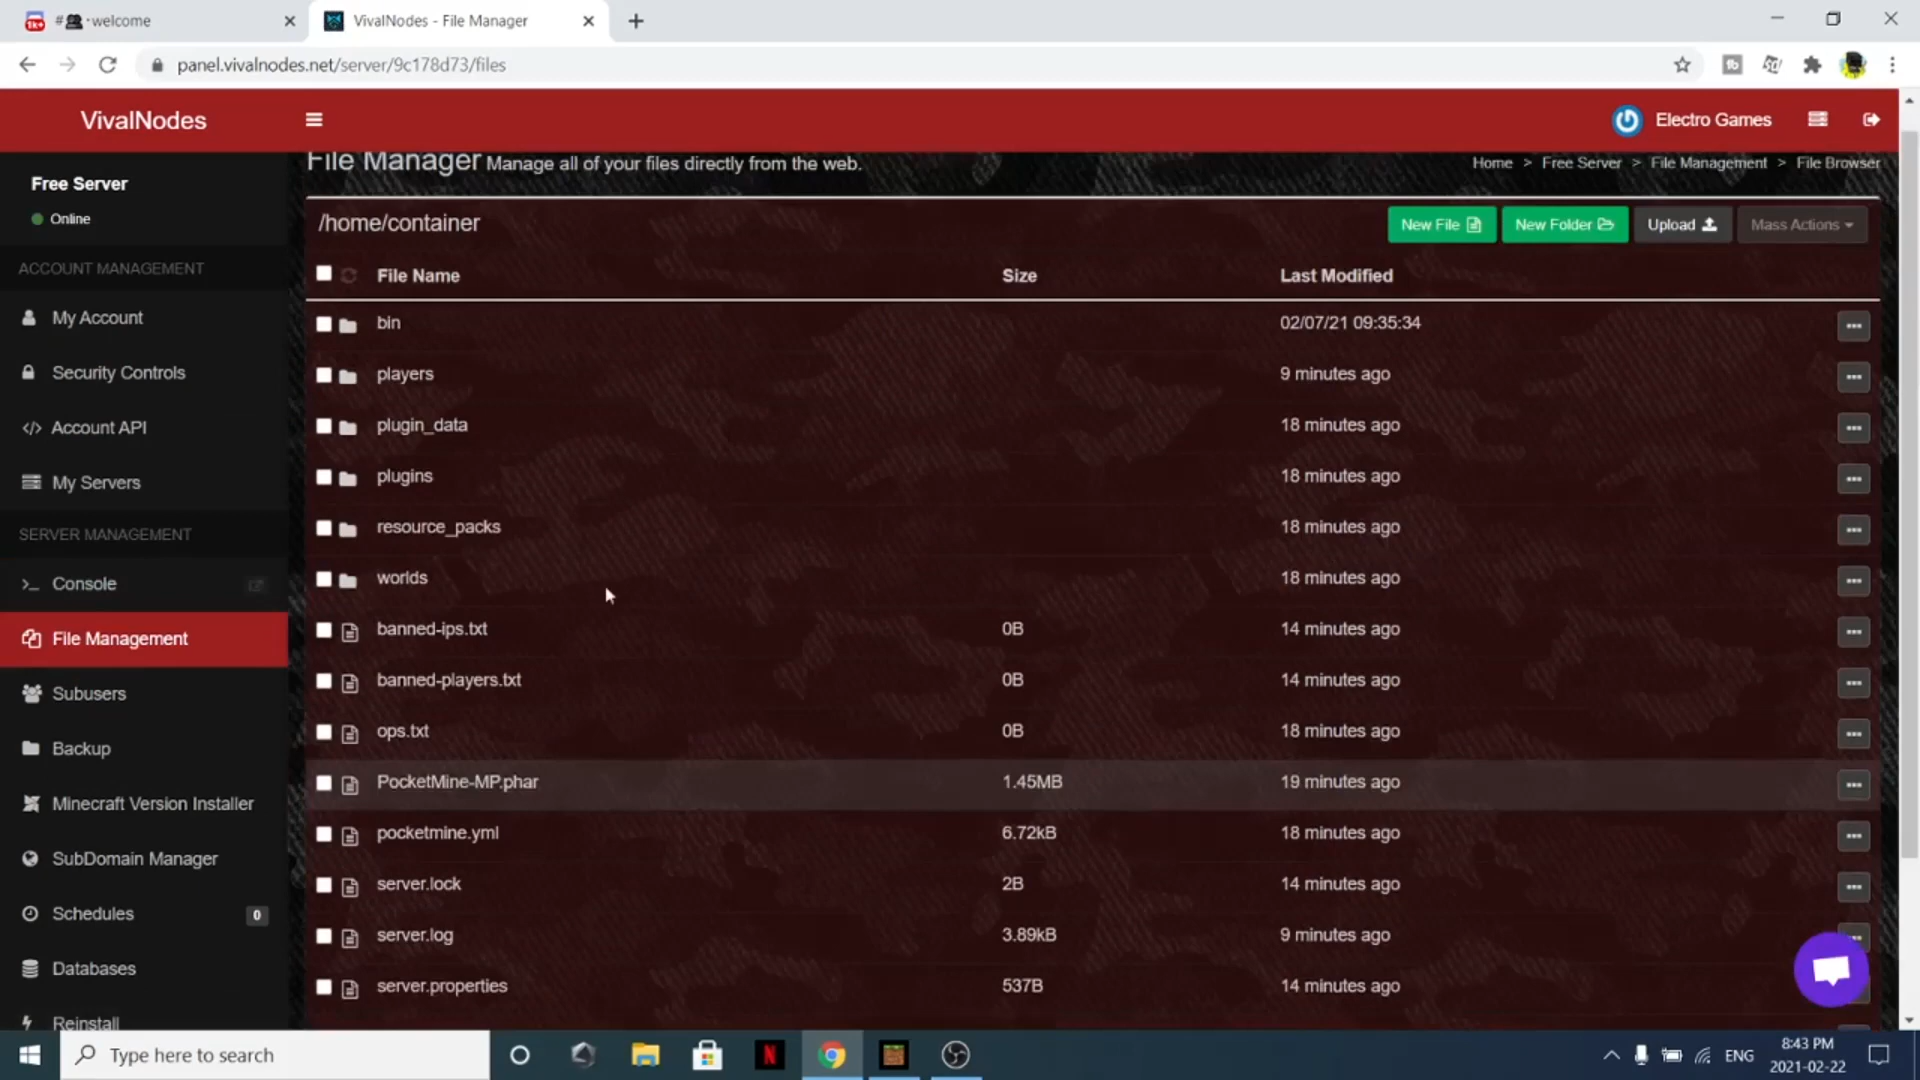 #👥·welcome
VivalNodes - File Manager
panel.vivalnodes.net/server/9c178d73/files
VivalNodes
Electro Games
Free Server
Online
File Manager Manage all of your files directly from the web.
Home > Free Server > File Management > File Browser
/home/container
New File
New Folder
Upload
Mass Actions
File Name Size Last Modified
bin 02/07/21 09:35:34
players 9 minutes ago
plugin_data 18 minutes ago
plugins 18 minutes ago
resource_packs 18 minutes ago
worlds 18 minutes ago
banned-ips.txt 0B 14 minutes ago
banned-players.txt 0B 14 minutes ago
ops.txt 0B 18 minutes ago
PocketMine-MP.phar 1.45MB 19 minutes ago
pocketmine.yml 6.72kB 18 minutes ago
server.lock 2B 14 minutes ago
server.log 3.89kB 9 minutes ago
server.properties 537B 14 minutes ago
ACCOUNT MANAGEMENT
My Account
Security Controls
Account API
My Servers
SERVER MANAGEMENT
Console
File Management
Subusers
Backup
Minecraft Version Installer
SubDomain Manager
Schedules 0
Databases
Reinstall
Type here to search
ENG
8:43 PM
2021-02-22